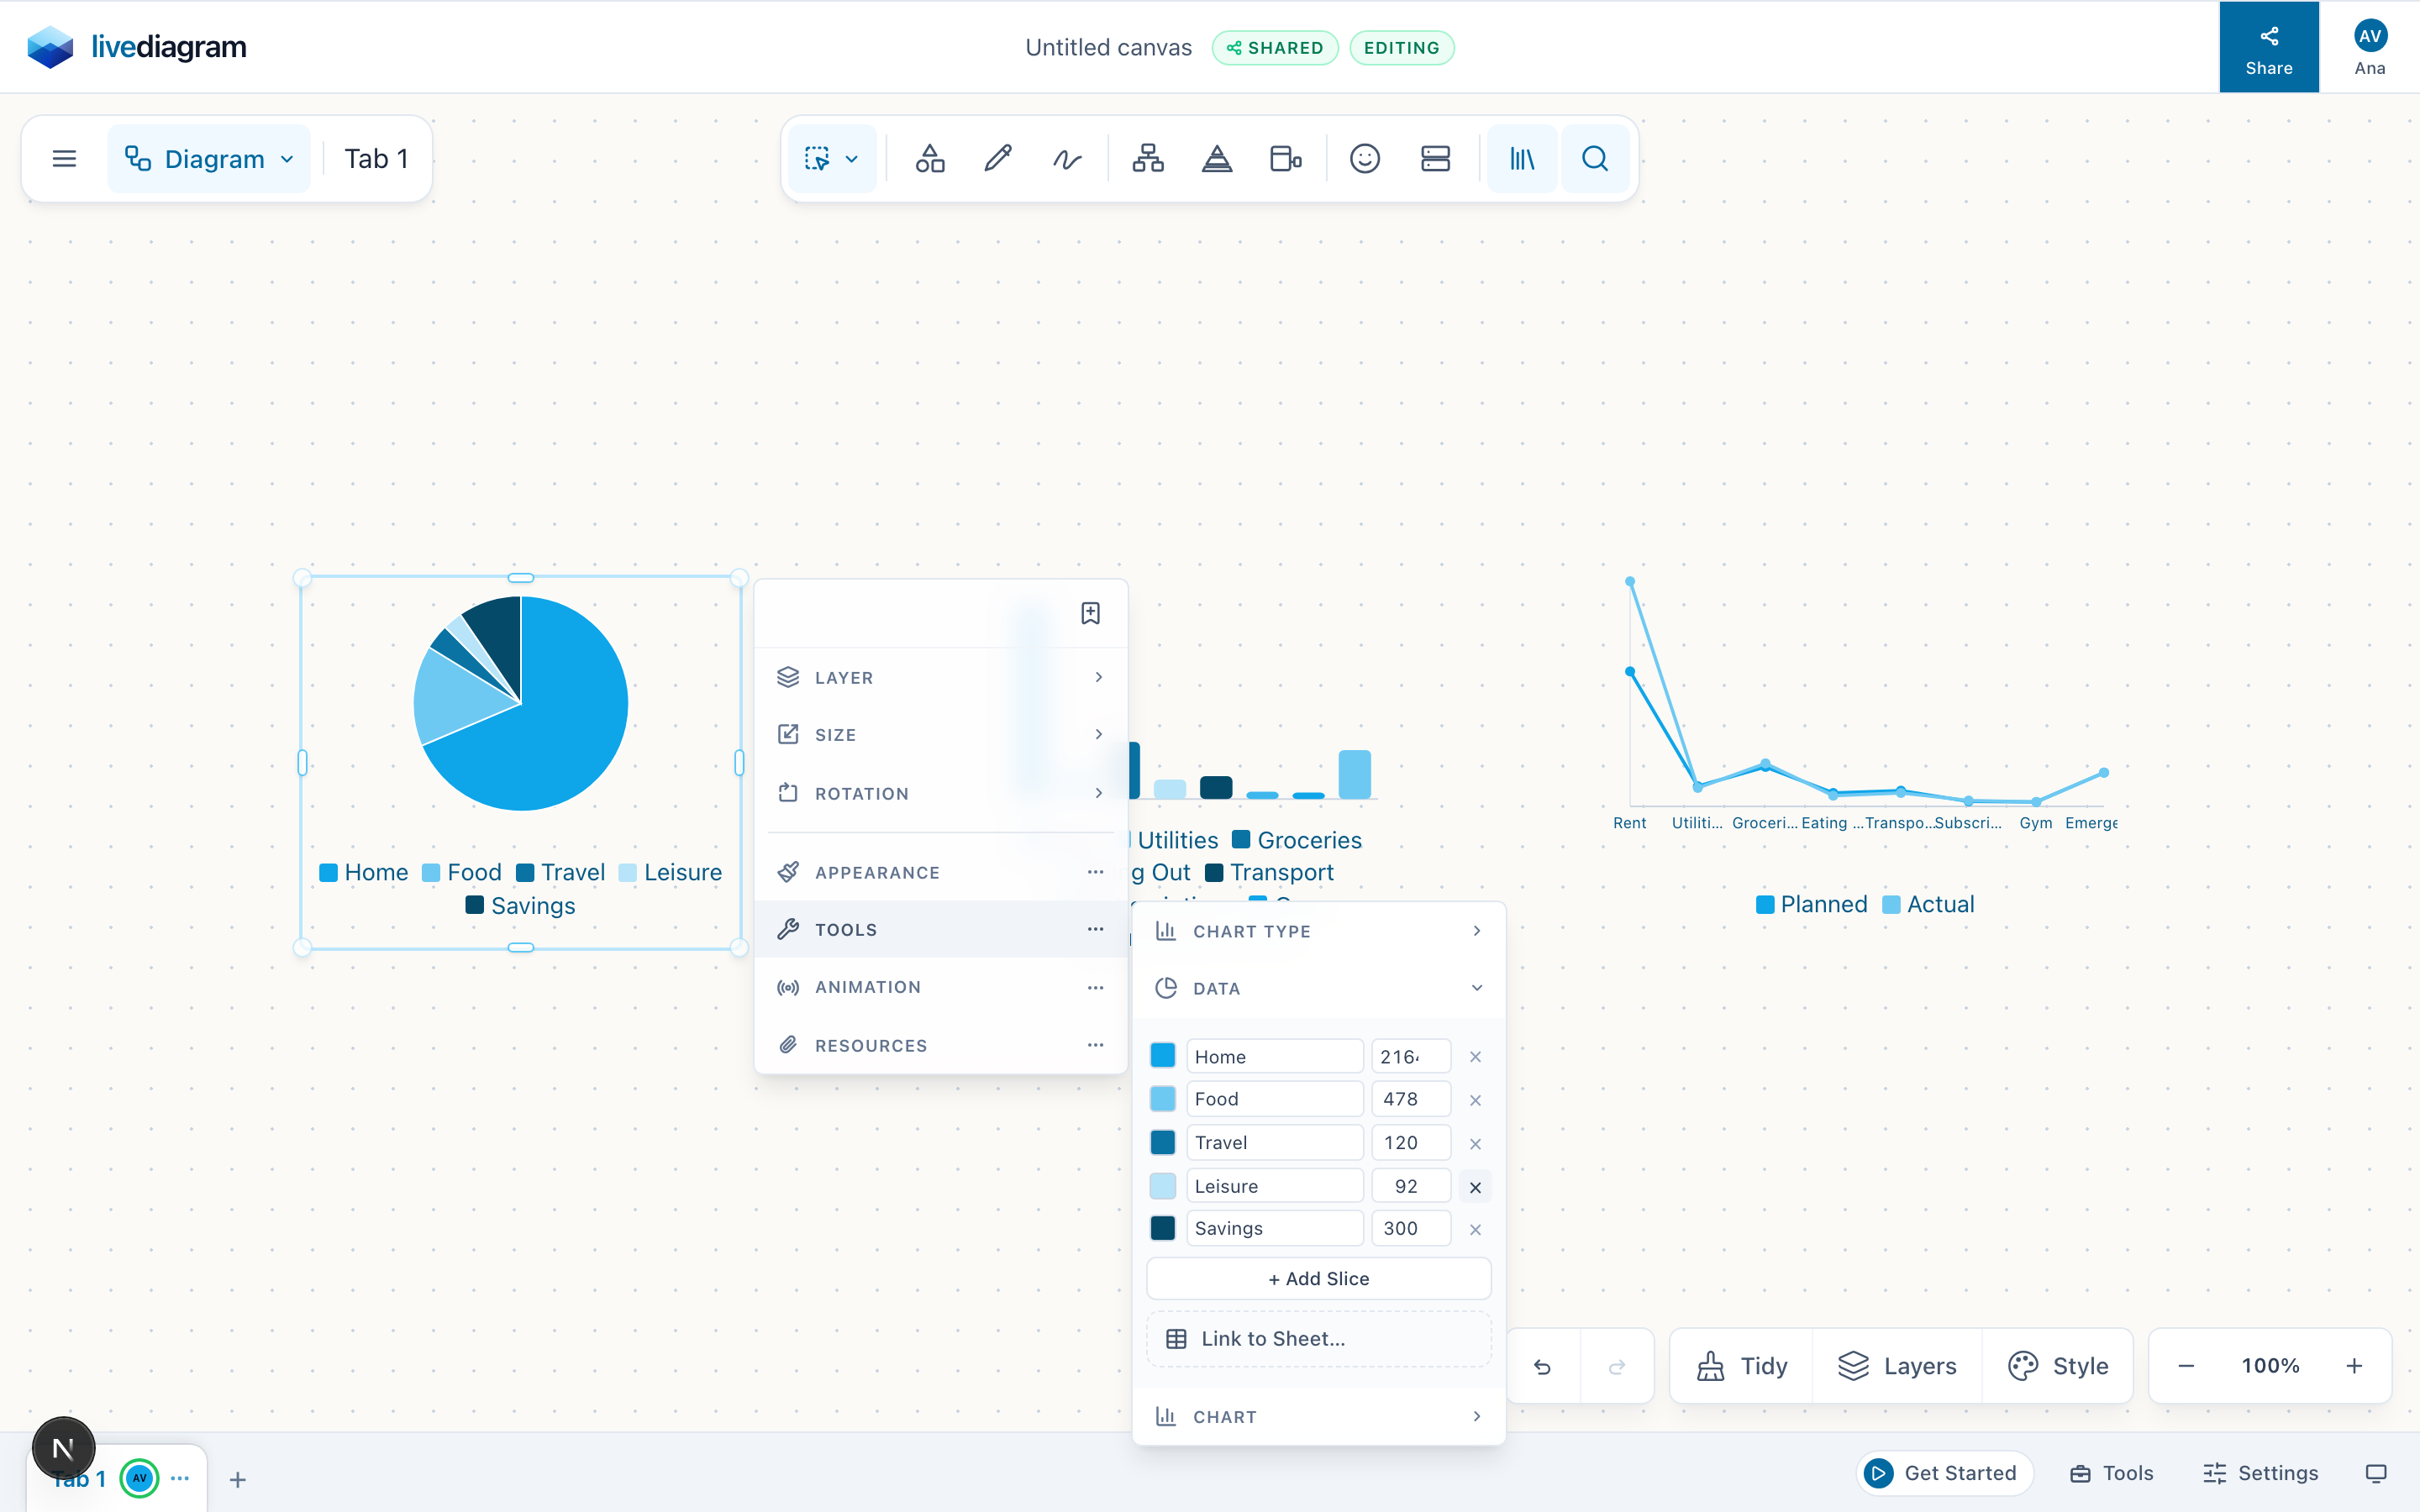 livediagram
Untitled canvas
SHARED
EDITING
Share
AV
Ana
Diagram
Tab 1
LAYER
SIZE
ROTATION
APPEARANCE
TOOLS
ANIMATION
RESOURCES
Home Food Travel Leisure
Savings
Utilities Groceries
g Out Transport
Rent Utiliti... Groceri... Eating ... Transpo... Subscri... Gym Emerge
Planned Actual
CHART TYPE
DATA
Home 216
Food 478
Travel 120
Leisure 92
Savings 300
+ Add Slice
Link to Sheet...
CHART
Tidy
Layers
Style
100%
N
Tab 1
AV
Get Started
Tools
Settings